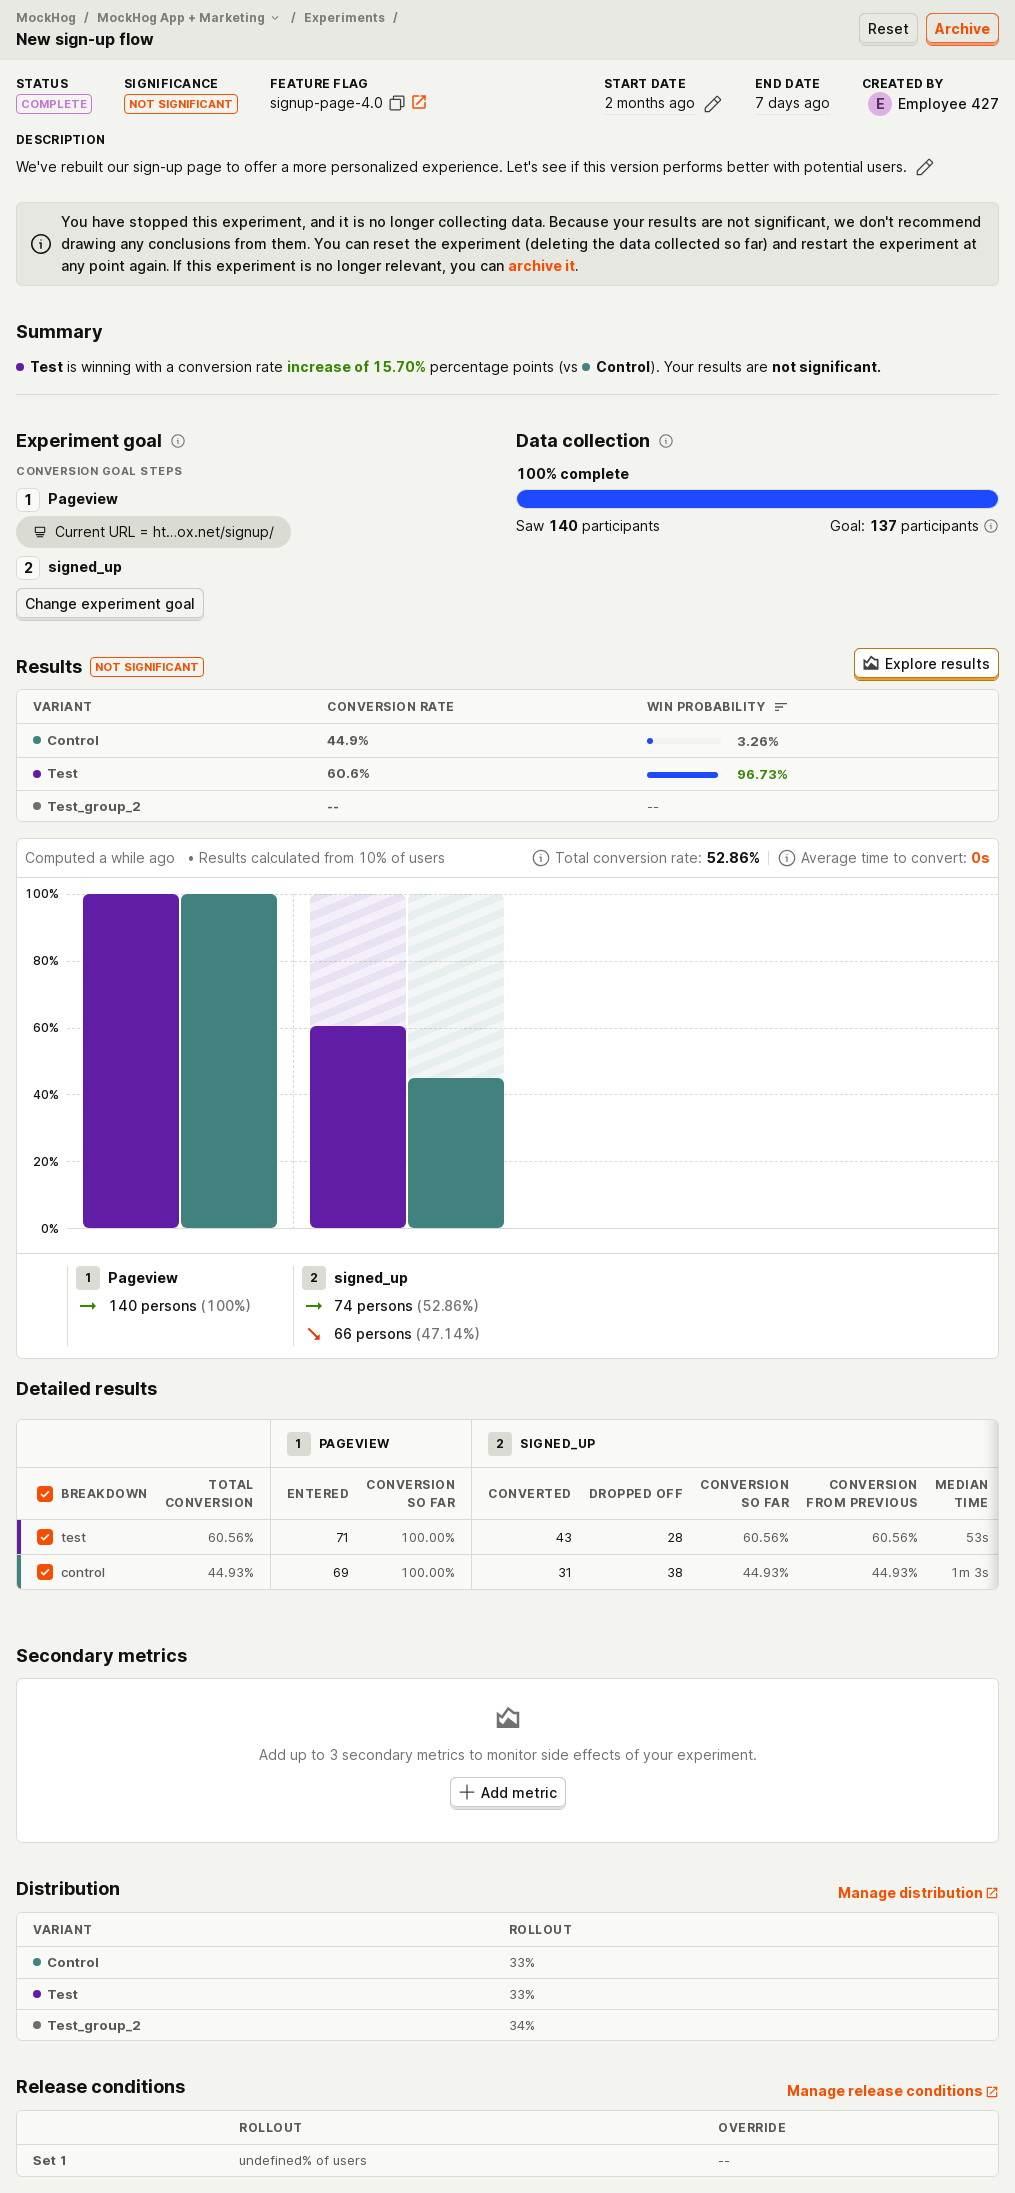 MockHog / MockHog App + Marketing / Experiments /
New sign-up flow
Reset
Archive
STATUS
COMPLETE
SIGNIFICANCE
NOT SIGNIFICANT
FEATURE FLAG
signup-page-4.0
START DATE
2 months ago
END DATE
7 days ago
CREATED BY
E Employee 427
DESCRIPTION
We've rebuilt our sign-up page to offer a more personalized experience. Let's see if this version performs better with potential users.
You have stopped this experiment, and it is no longer collecting data. Because your results are not significant, we don't recommend
drawing any conclusions from them. You can reset the experiment (deleting the data collected so far) and restart the experiment at
any point again. If this experiment is no longer relevant, you can archive it.
Summary
Test is winning with a conversion rate increase of 15.70% percentage points (vs Control). Your results are not significant.
Experiment goal
CONVERSION GOAL STEPS
1 Pageview
Current URL = ht...ox.net/signup/
2 signed_up
Change experiment goal
Data collection
100% complete
Saw 140 participants
Goal: 137 participants
Results NOT SIGNIFICANT
Explore results
VARIANT CONVERSION RATE WIN PROBABILITY
Control 44.9% 3.26%
Test 60.6% 96.73%
Test_group_2 -- --
Computed a while ago • Results calculated from 10% of users
Total conversion rate: 52.86%
Average time to convert: 0s
100%
80%
60%
40%
20%
0%
1 Pageview
140 persons (100%)
2 signed_up
74 persons (52.86%)
66 persons (47.14%)
Detailed results
1 PAGEVIEW 2 SIGNED_UP
BREAKDOWN TOTAL CONVERSION ENTERED CONVERSION SO FAR CONVERTED DROPPED OFF CONVERSION SO FAR CONVERSION FROM PREVIOUS MEDIAN TIME
test 60.56% 71 100.00% 43 28 60.56% 60.56% 53s
control 44.93% 69 100.00% 31 38 44.93% 44.93% 1m 3s
Secondary metrics
Add up to 3 secondary metrics to monitor side effects of your experiment.
Add metric
Distribution
Manage distribution
VARIANT ROLLOUT
Control 33%
Test 33%
Test_group_2 34%
Release conditions
Manage release conditions
ROLLOUT OVERRIDE
Set 1 undefined% of users --